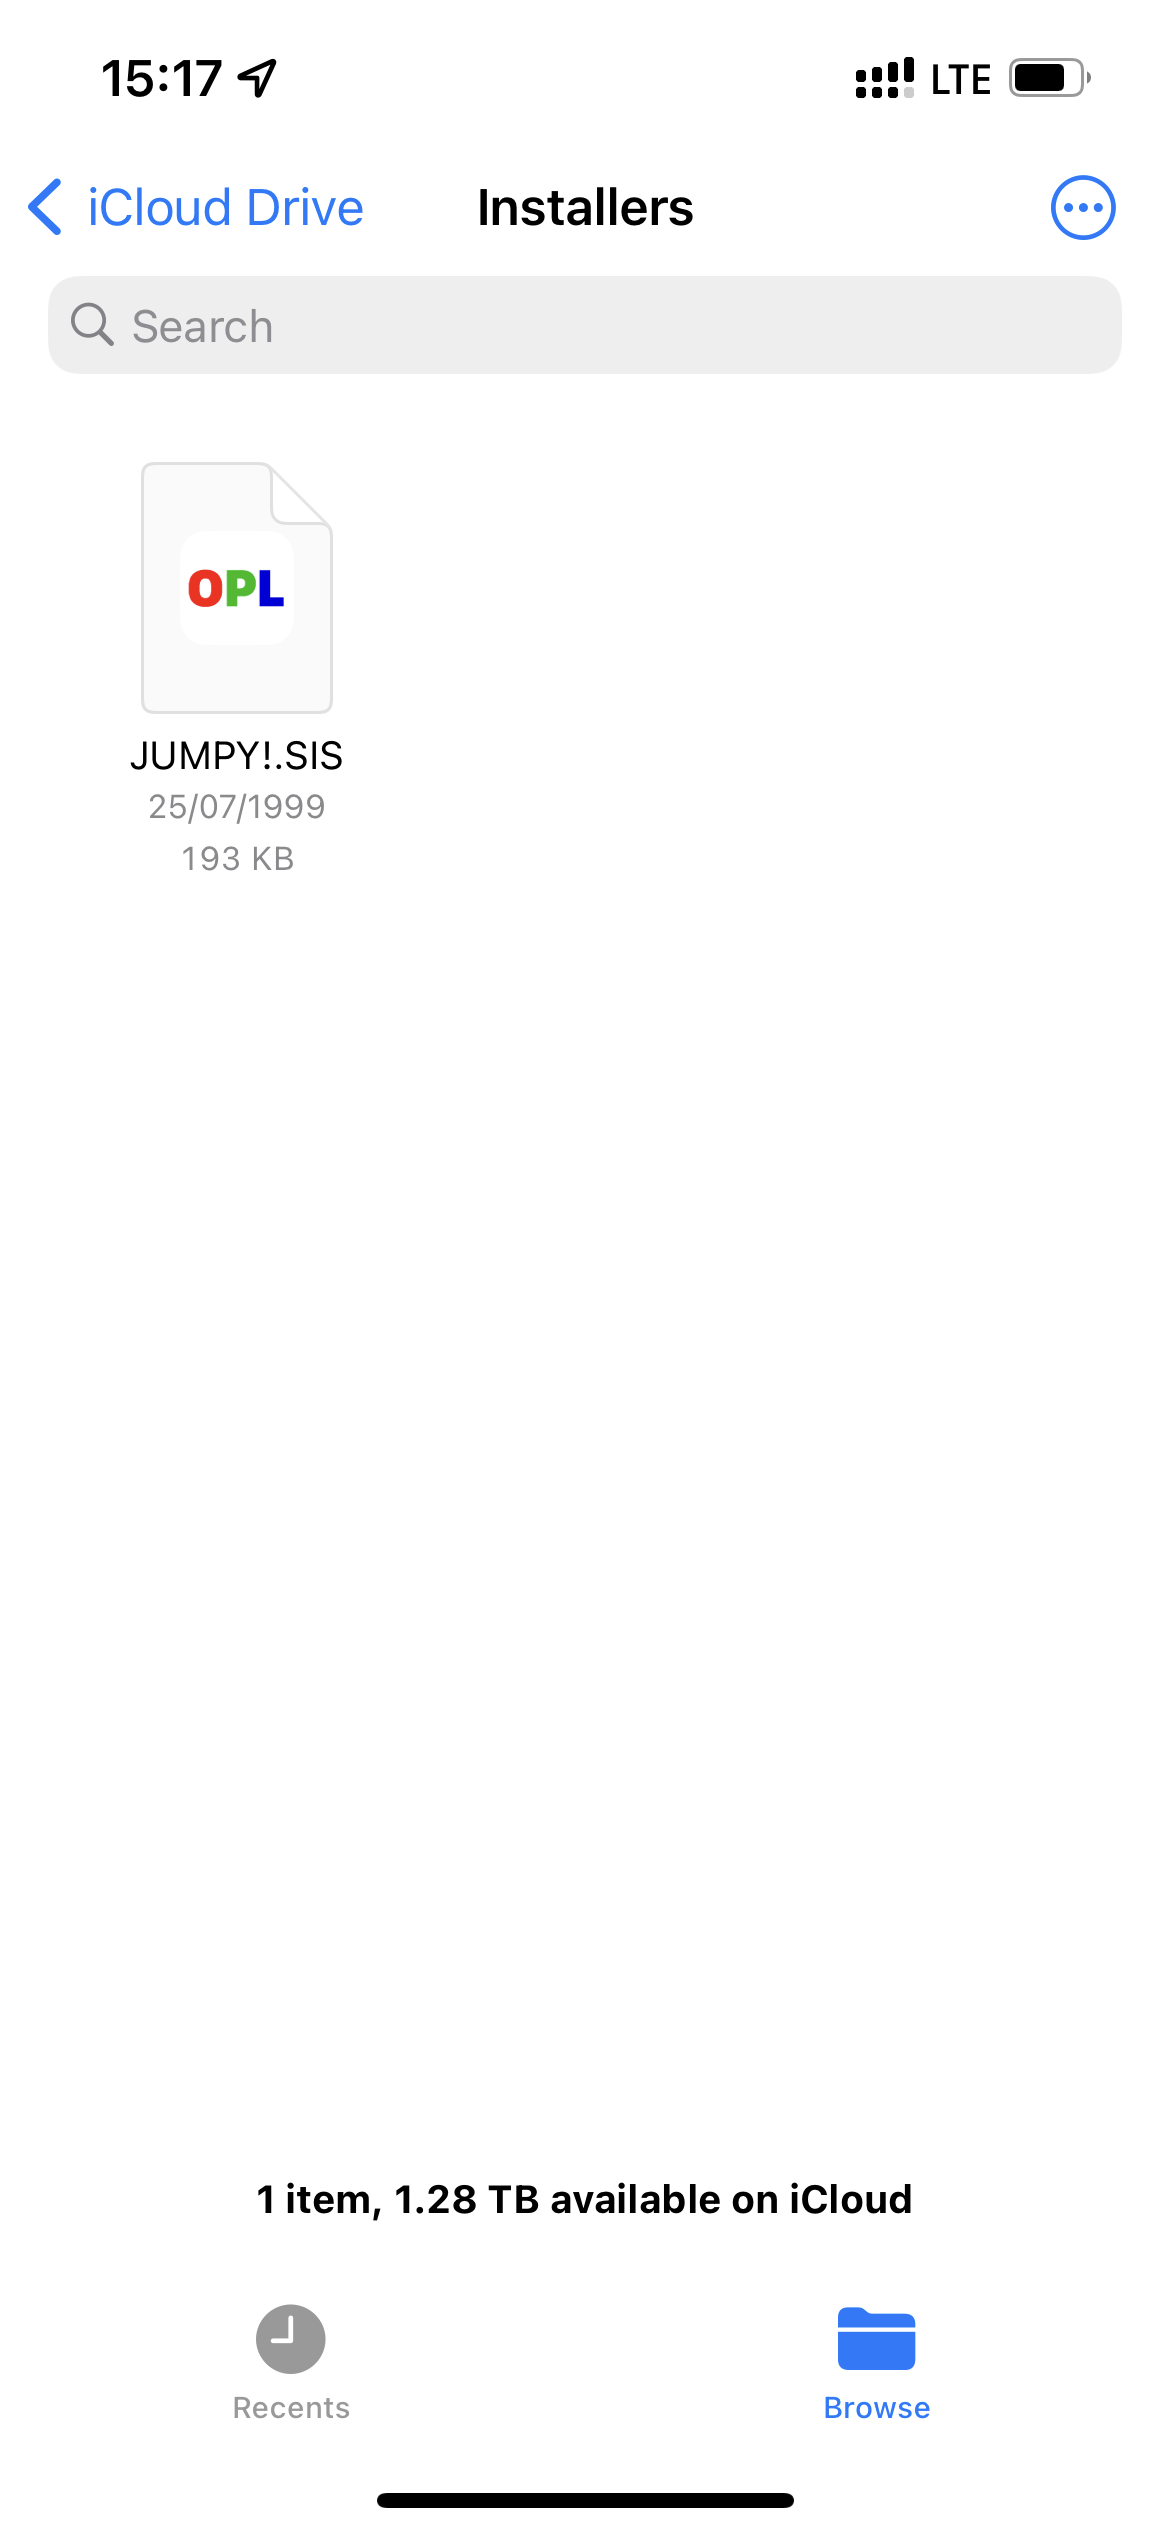 15:17 LTE
iCloud Drive Installers
Search
OPL
JUMPY!.SIS
25/07/1999
193 KB
1 item, 1.28 TB available on iCloud
Recents Browse